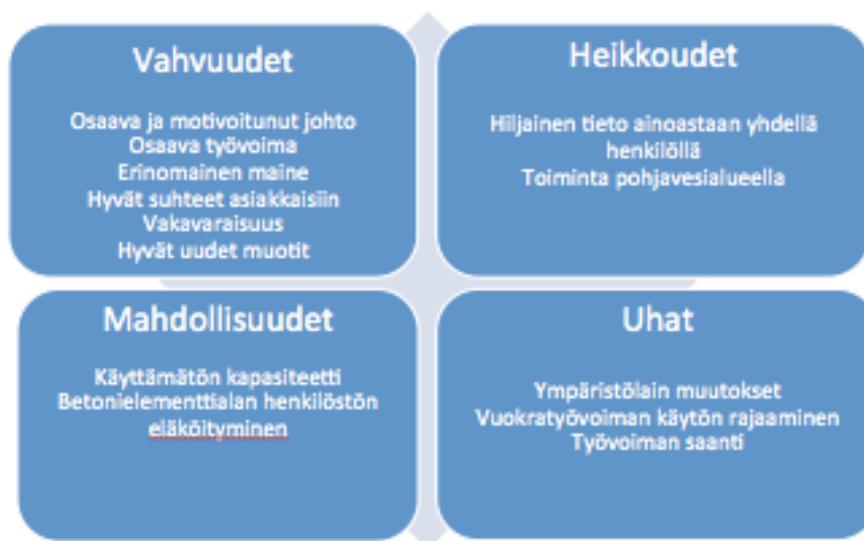 Vahvuudet
Osaava ja motivoitunut johto
Osaava työvoima
Erinomainen maine
Hyvät suhteet asiakkaisiin
Vakavaraisuus
Hyvät uudet muotit
Heikkoudet
Hiljainen tieto ainoastaan yhdellä
henkilöllä
Toiminta pohjavesialueella
Mahdollisuudet
Käyttämätön kapasiteetti
Betonielementtialan henkilöstön
eläköityminen
Uhat
Ympäristölain muutokset
Vuokratyövoiman käytön rajaaminen
Työvoiman saanti